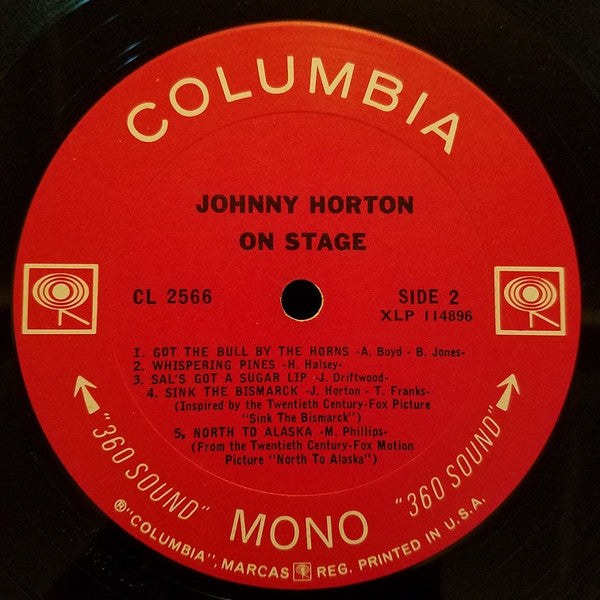 COLUMBIA
JOHNNY HORTON
ON STAGE
CL 2566
SIDE 2
XLP 114896
1. GOT THE BULL BY THE HORNS -A. Boyd - B. Jones-
2. WHISPERING PINES -H. Halsey-
3. SAL'S GOT A SUGAR LIP -J. Driftwood-
4. SINK THE BISMARCK -J. Horton - T. Franks-
(Inspired by the Twentieth Century-Fox Picture
"Sink The Bismarck")
5, NORTH TO ALASKA -M. Phillips-
(From the Twentieth Century-Fox Motion
Picture "North To Alaska")
"360 SOUND"
MONO
"360 SOUND"
®"COLUMBIA", MARCAS REG. PRINTED IN U.S.A.